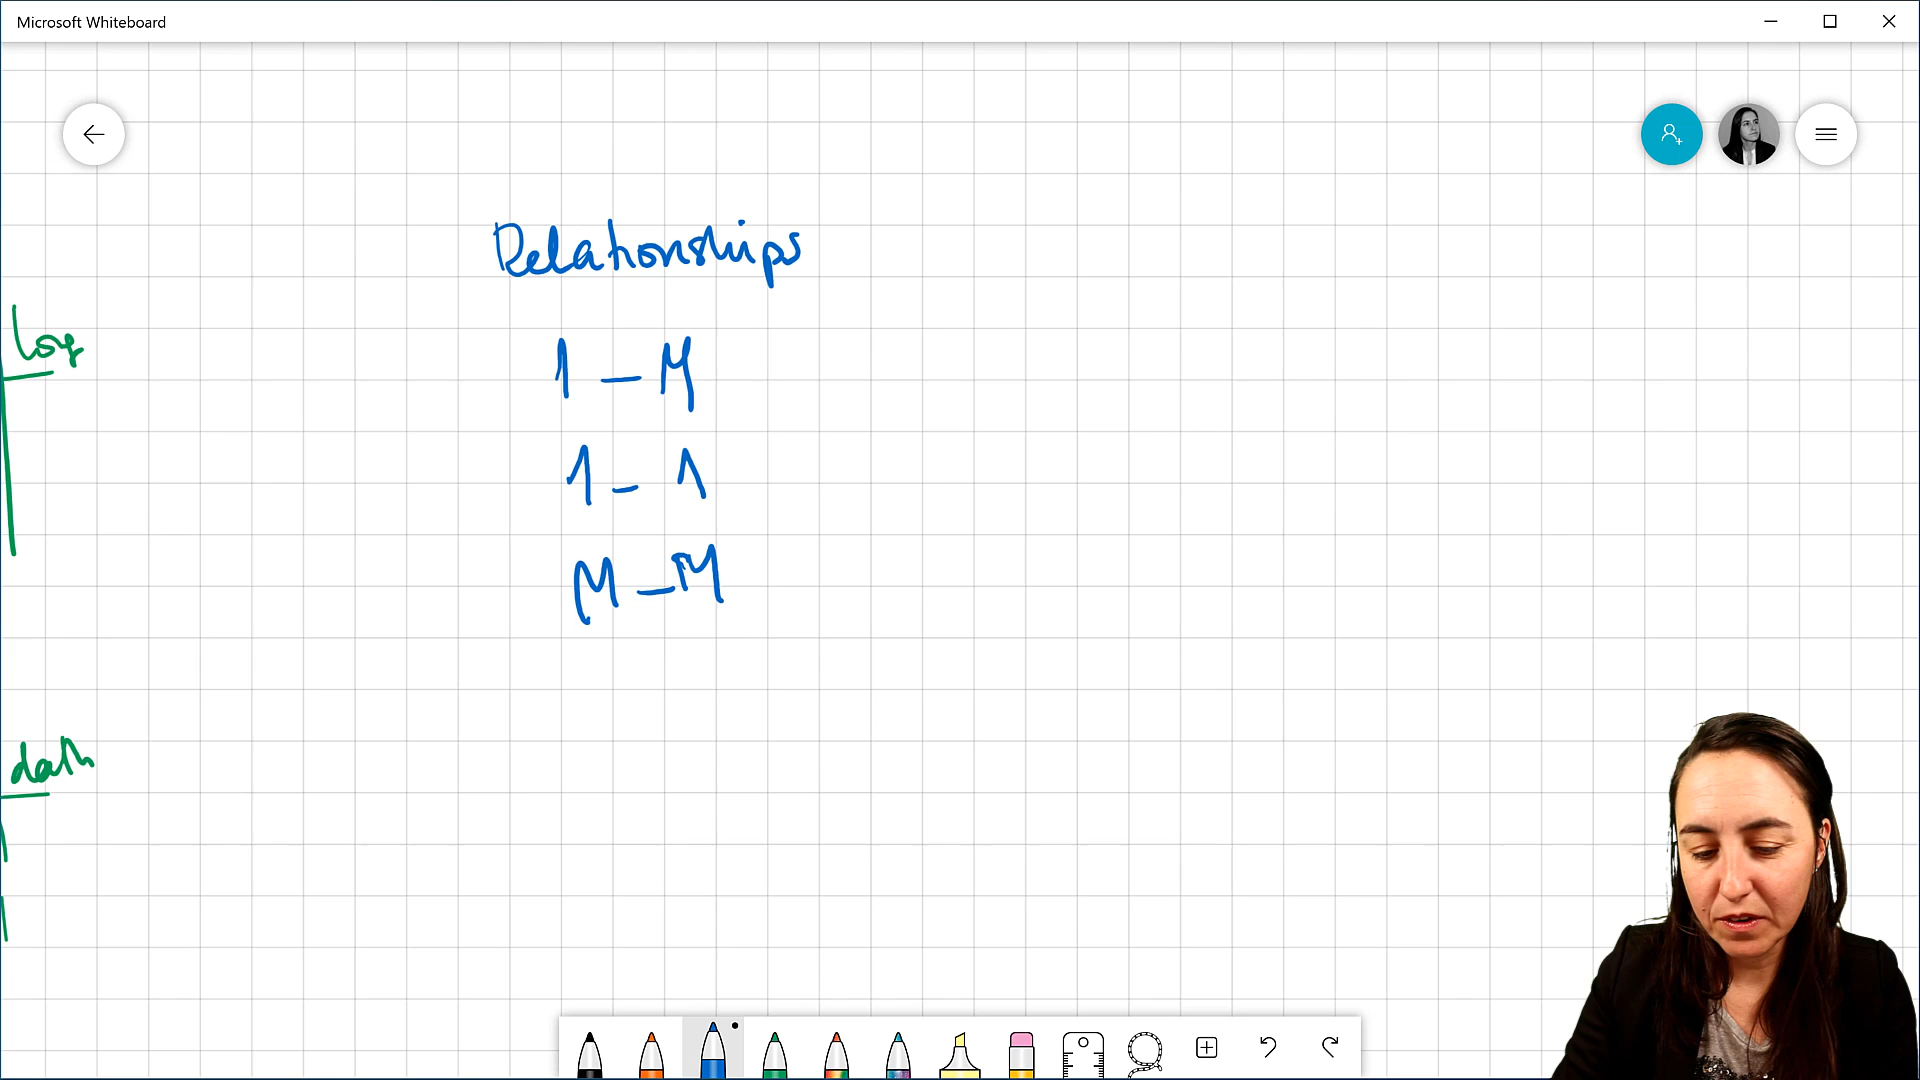 Microsoft Whiteboard
Relationships
1 – M
1 – 1
M – M